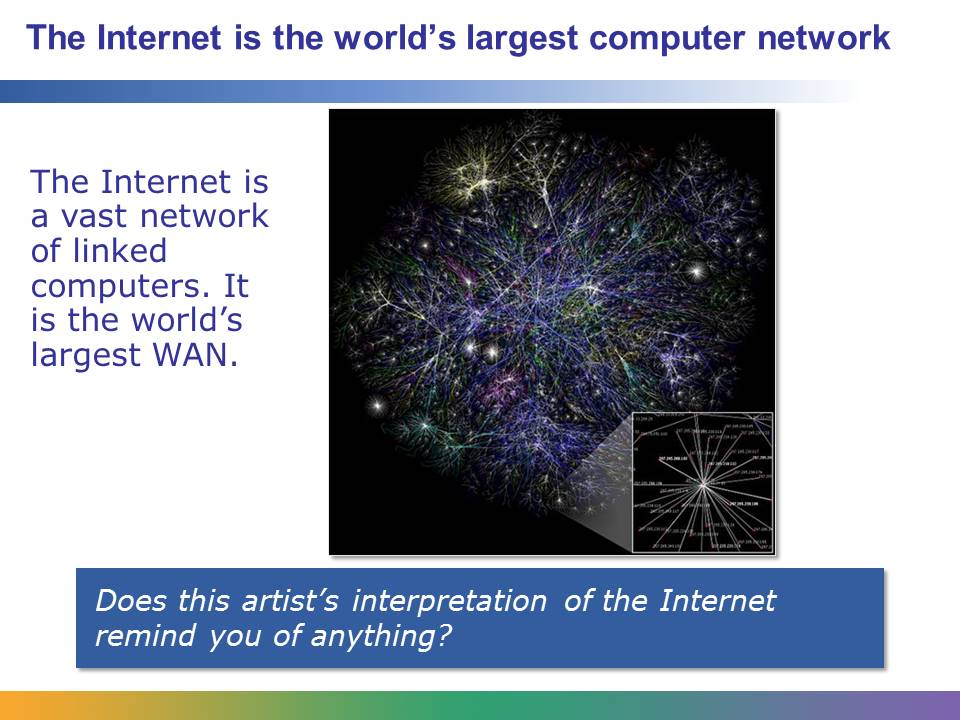 The Internet is the world’s largest computer network
The Internet is
a vast network
of linked
computers. It
is the world’s
largest WAN.
Does this artist’s interpretation of the Internet
remind you of anything?